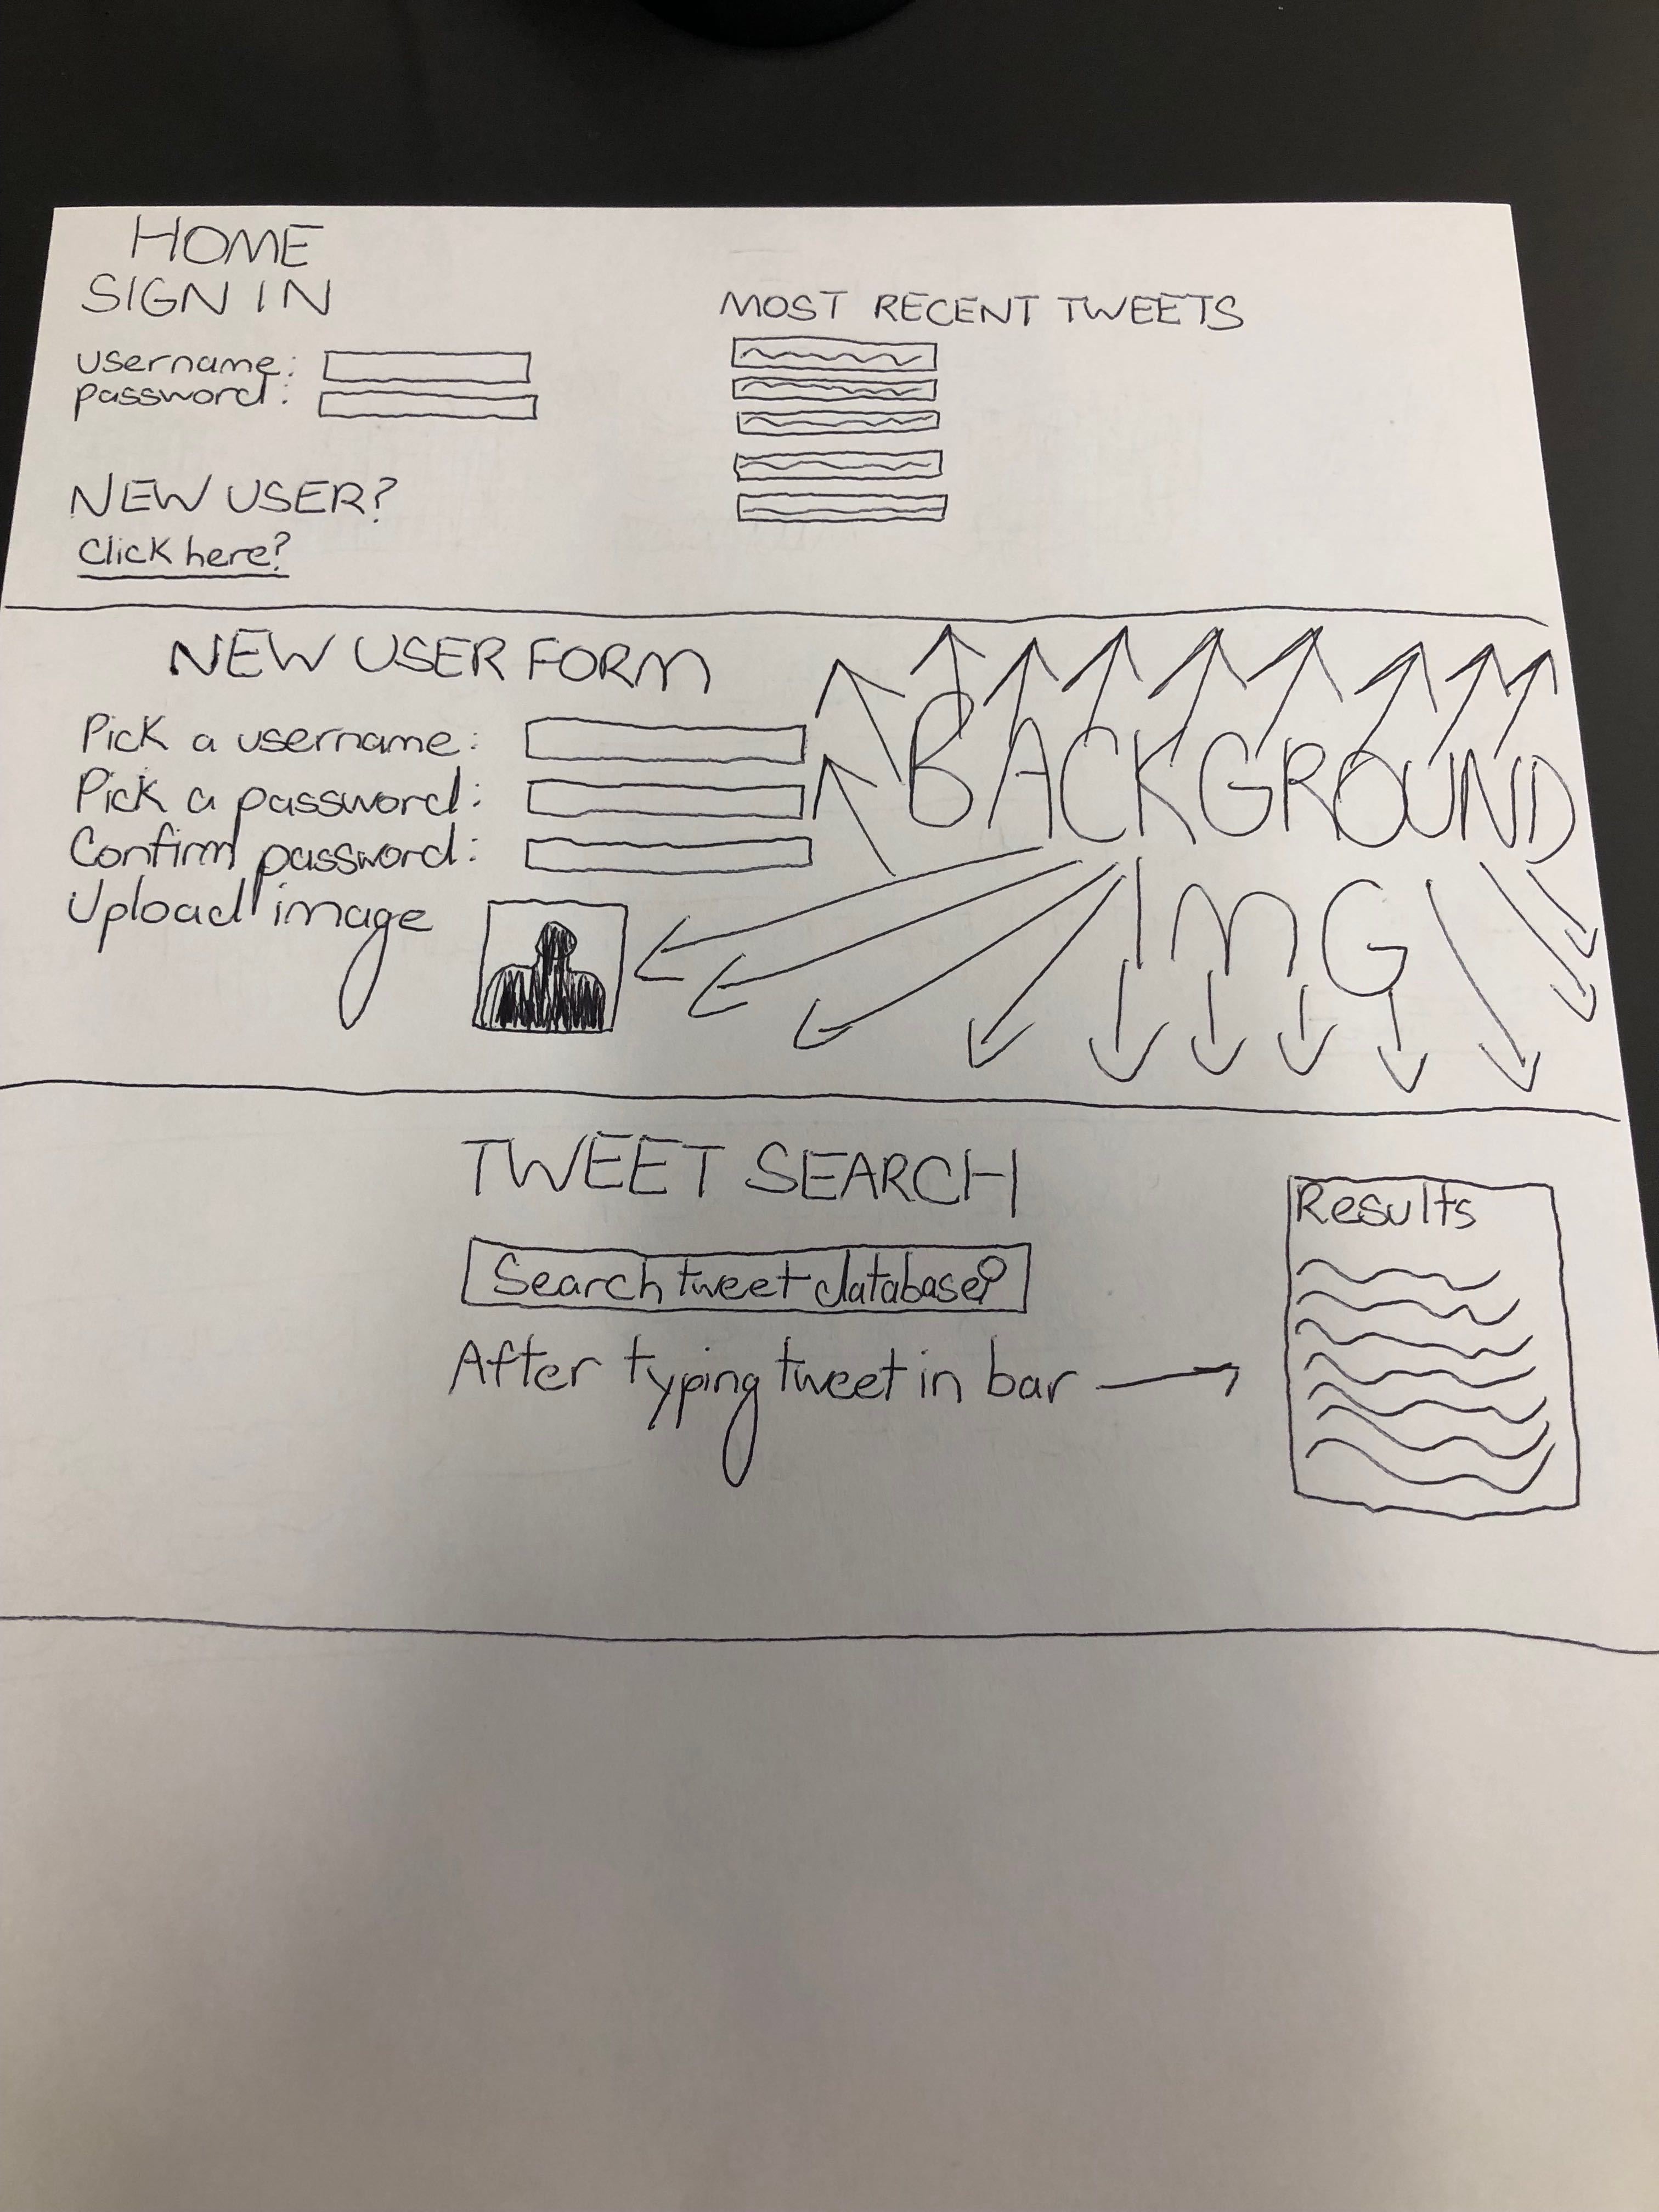 HOME
SIGN IN
username:
password:
NEW USER?
Click here?
MOST RECENT TWEETS
NEW USER FORM
Pick a username:
Pick a password:
Confirm password:
Upload image
BACKGROUND
IMG
TWEET SEARCH
Search tweet database
After typing tweet in bar
Results